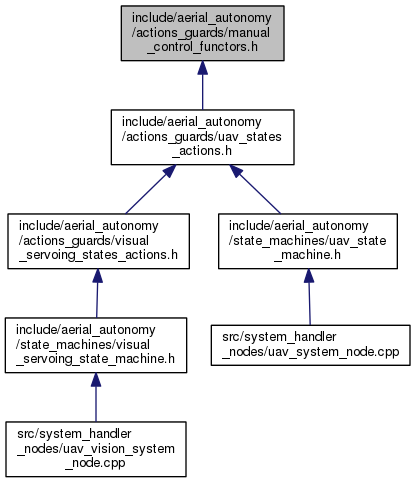 include/aerial_autonomy
/actions_guards/manual
_control_functors.h
include/aerial_autonomy
/actions_guards/uav_states
_actions.h
include/aerial_autonomy
/actions_guards/visual
_servoing_states_actions.h
include/aerial_autonomy
/state_machines/uav_state
_machine.h
include/aerial_autonomy
/state_machines/visual
_servoing_state_machine.h
src/system_handler
_nodes/uav_system_node.cpp
src/system_handler
_nodes/uav_vision_system
_node.cpp